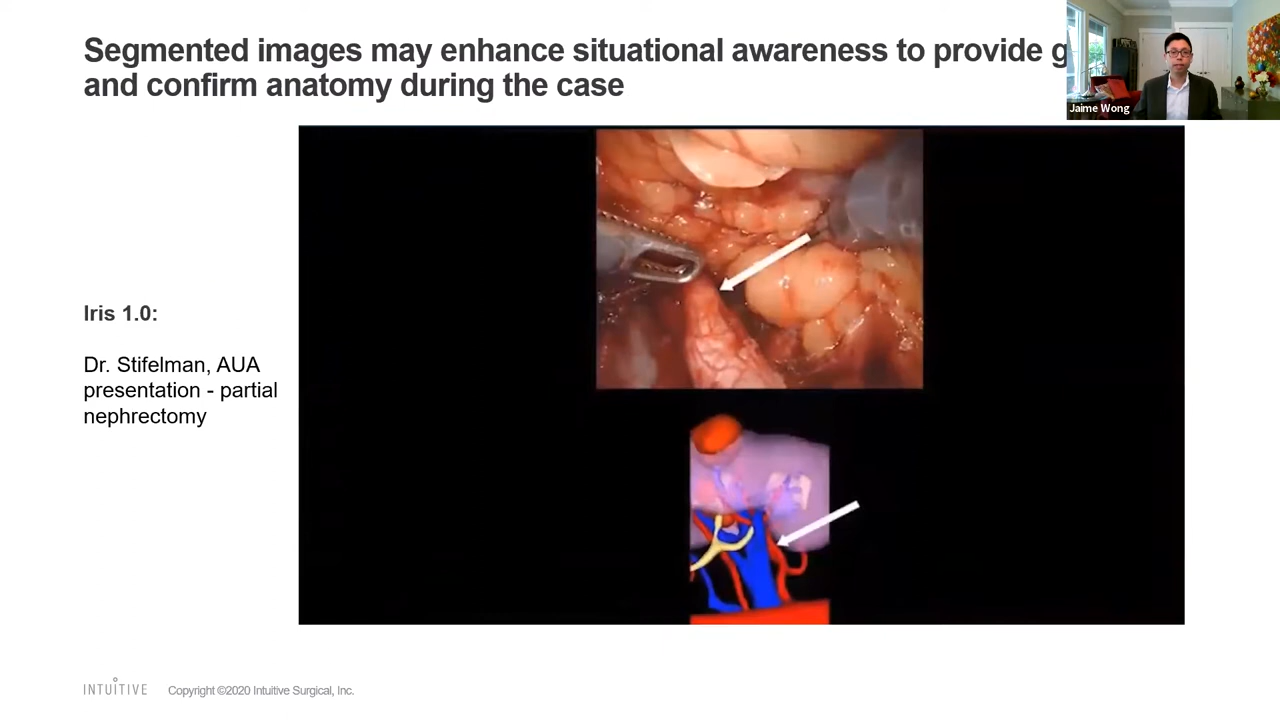 Segmented images may enhance situational awareness to provide
and confirm anatomy during the case
Jaime Wong
Iris 1.0:
Dr. Stifelman, AUA
presentation - partial
nephrectomy
INTUITIVE
Copyright ©2020 Intuitive Surgical, Inc.